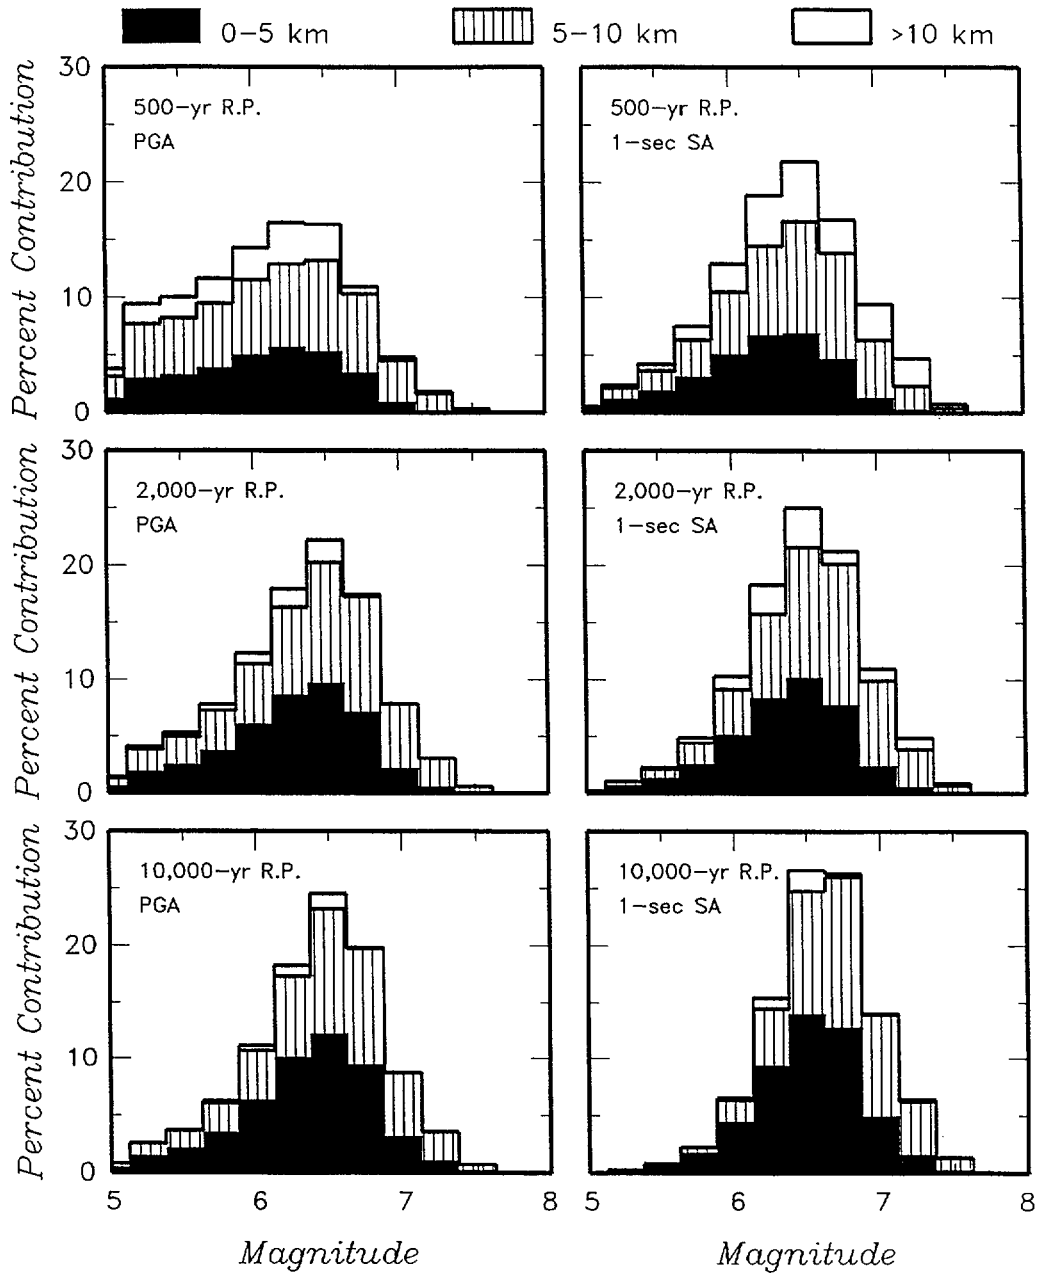 0-5 km 5-10 km >10 km
Percent Contribution
30
20
10
0
500-yr R.P.
PGA
500-yr R.P.
1-sec SA
Percent Contribution
30
20
10
0
2,000-yr R.P.
PGA
2,000-yr R.P.
1-sec SA
Percent Contribution
30
20
10
0
10,000-yr R.P.
PGA
10,000-yr R.P.
1-sec SA
5 6 7 8
5 6 7 8
Magnitude
Magnitude